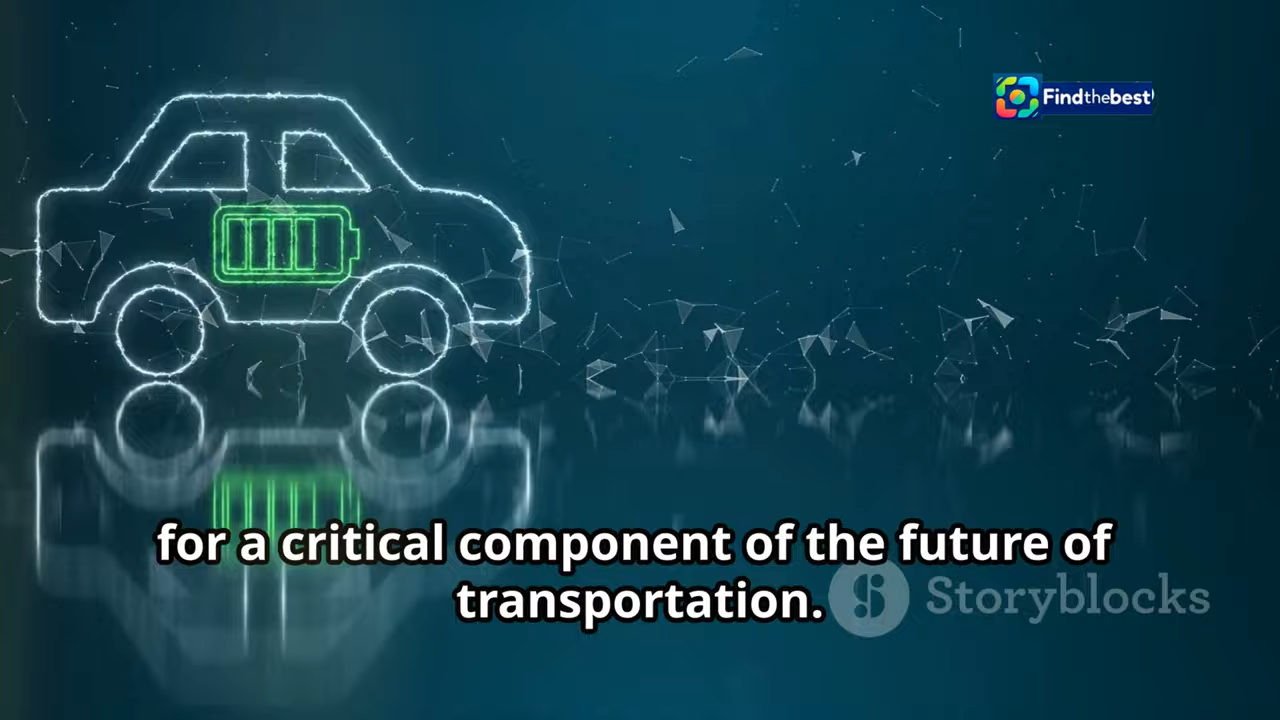 Findthebest
for a critical component of the future of
transportation.
Storyblocks